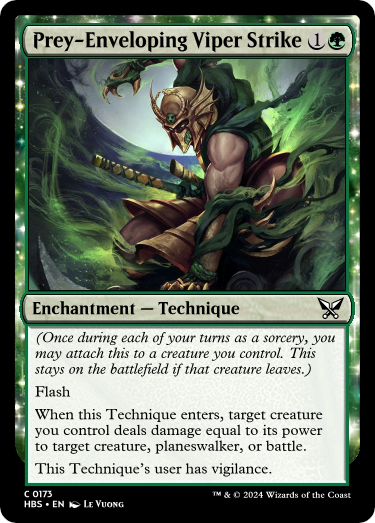 Prey-Enveloping Viper Strike 1
Enchantment — Technique
(Once during each of your turns as a sorcery, you
may attach this to a creature you control. This
stays on the battlefield if that creature leaves.)
Flash
When this Technique enters, target creature
you control deals damage equal to its power
to target creature, planeswalker, or battle.
This Technique's user has vigilance.
C 0173
HBS • EN Le Vuong
™ & © 2024 Wizards of the Coast